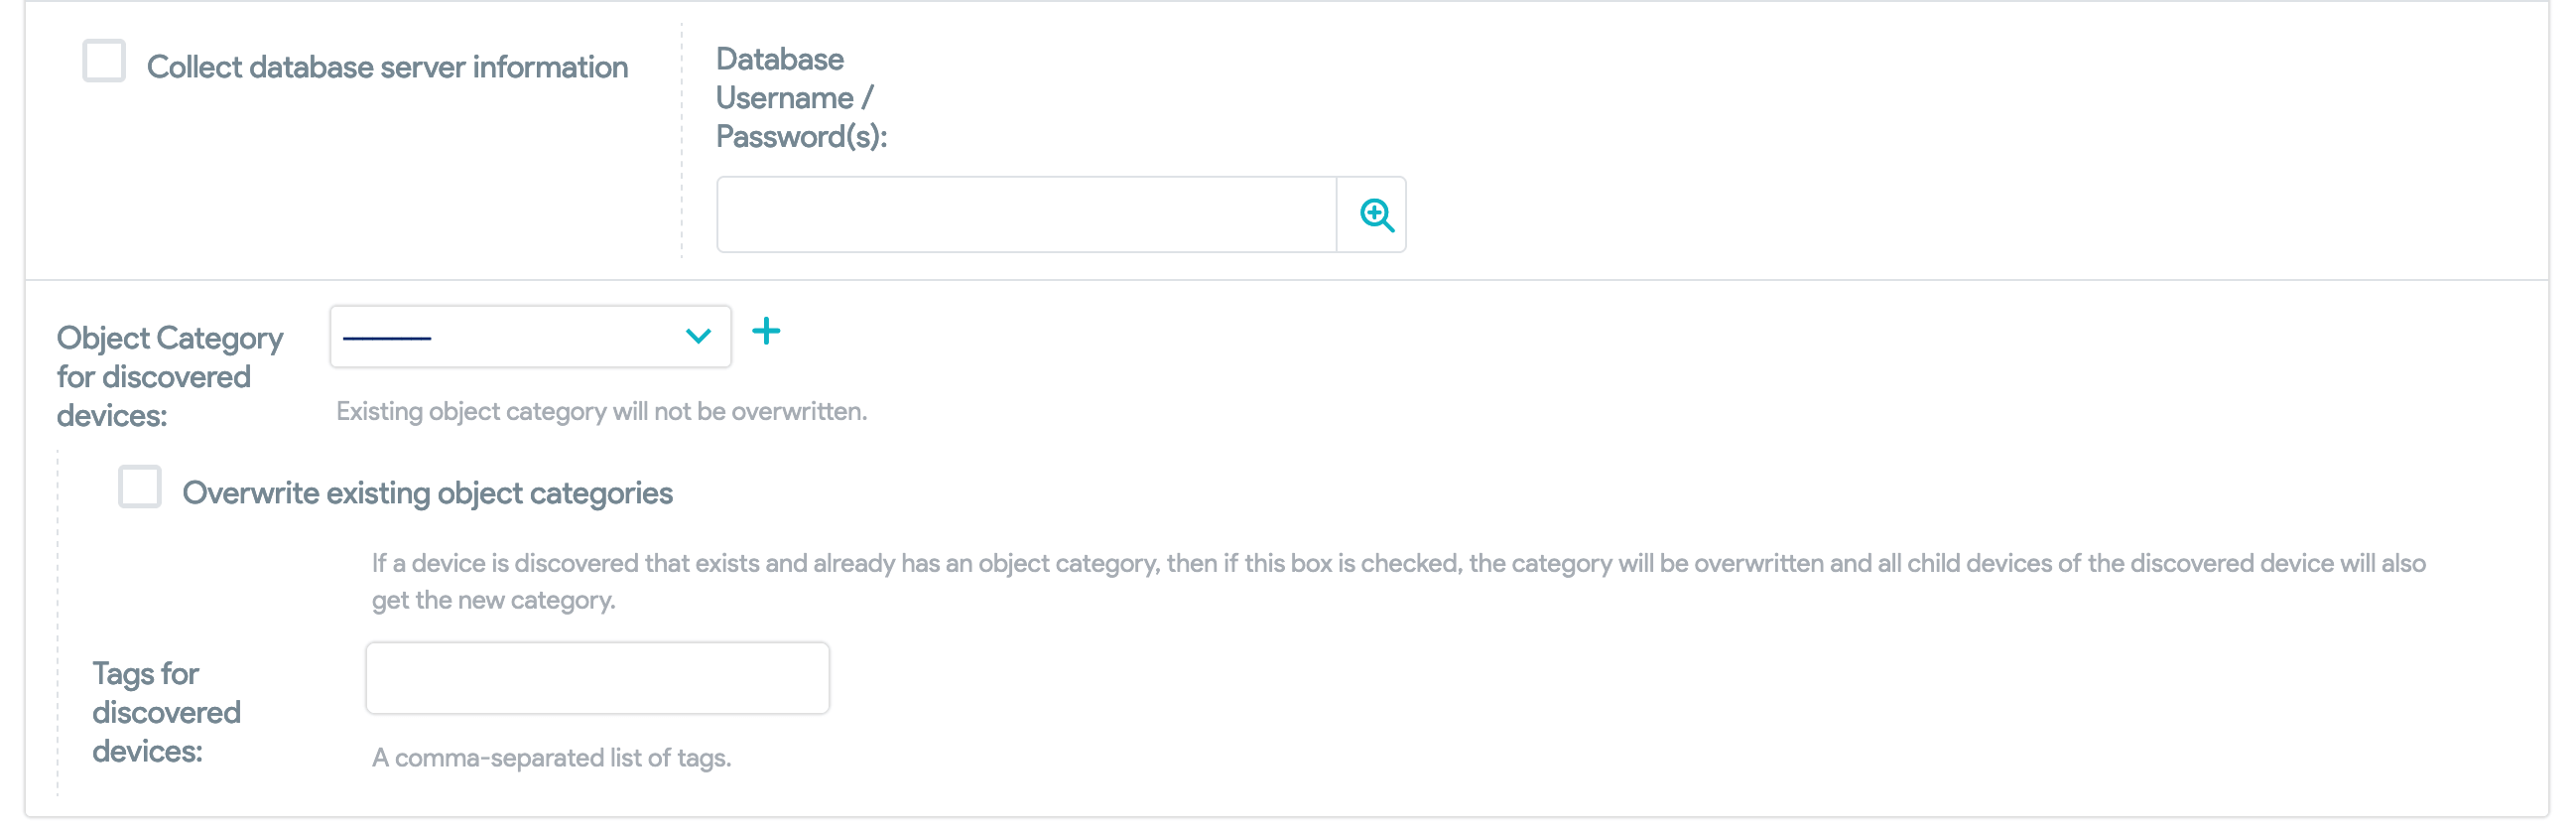 Collect database server information
Database
Username /
Password(s):
Object Category
for discovered
devices:
Existing object category will not be overwritten.
Overwrite existing object categories
If a device is discovered that exists and already has an object category, then if this box is checked, the category will be overwritten and all child devices of the discovered device will also
get the new category.
Tags for
discovered
devices:
A comma-separated list of tags.